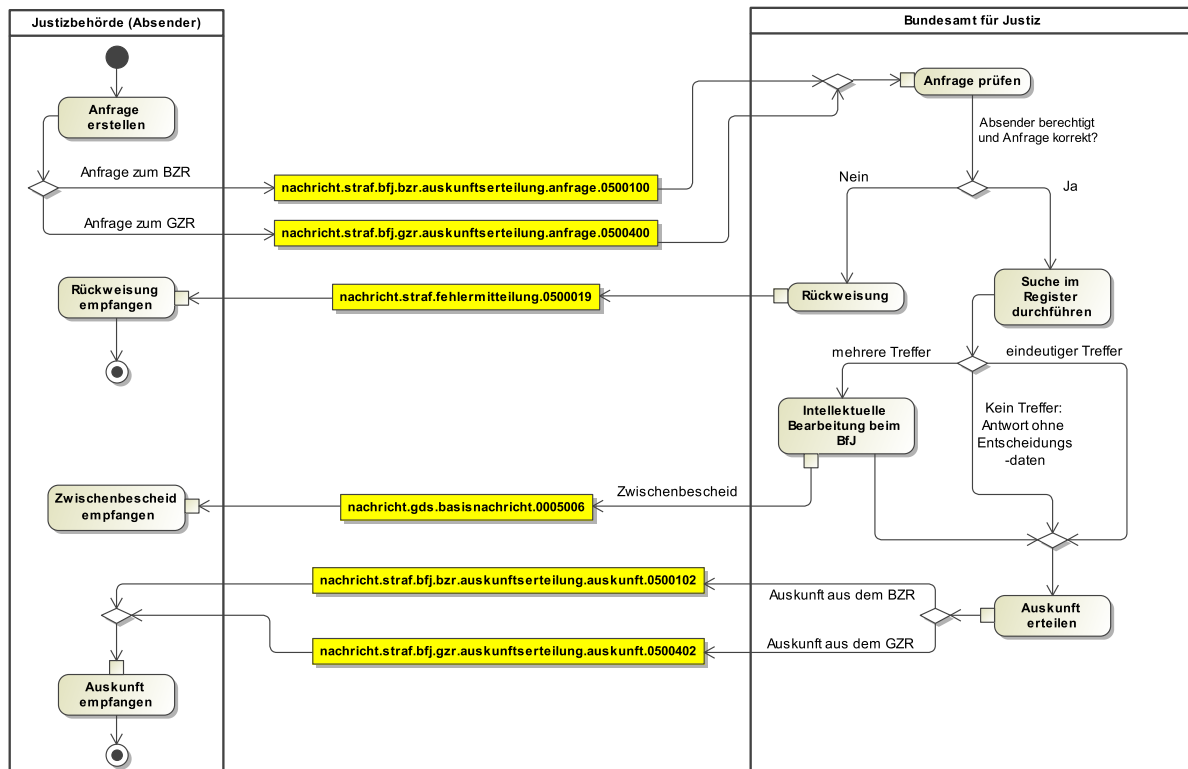 Justizbehörde (Absender)
Bundesamt für Justiz
Anfrage
erstellen
Anfrage prüfen
Absender berechtigt
und Anfrage korrekt?
Anfrage zum BZR
nachricht.straf.bfj.bzr.auskunftserteilung.anfrage.0500100
Nein
Ja
Anfrage zum GZR
nachricht.straf.bfj.gzr.auskunftserteilung.anfrage.0500400
Rückweisung
empfangen
nachricht.straf.fehlermitteilung.0500019
Rückweisung
Suche im
Register
durchführen
mehrere Treffer
eindeutiger Treffer
Intellektuelle
Bearbeitung beim
BfJ
Kein Treffer:
Antwort ohne
Entscheidungs
-daten
Zwischenbescheid
empfangen
nachricht.gds.basisnachricht.0005006
Zwischenbescheid
nachricht.straf.bfj.bzr.auskunftserteilung.auskunft.0500102
Auskunft aus dem BZR
Auskunft
erteilen
nachricht.straf.bfj.gzr.auskunftserteilung.auskunft.0500402
Auskunft aus dem GZR
Auskunft
empfangen